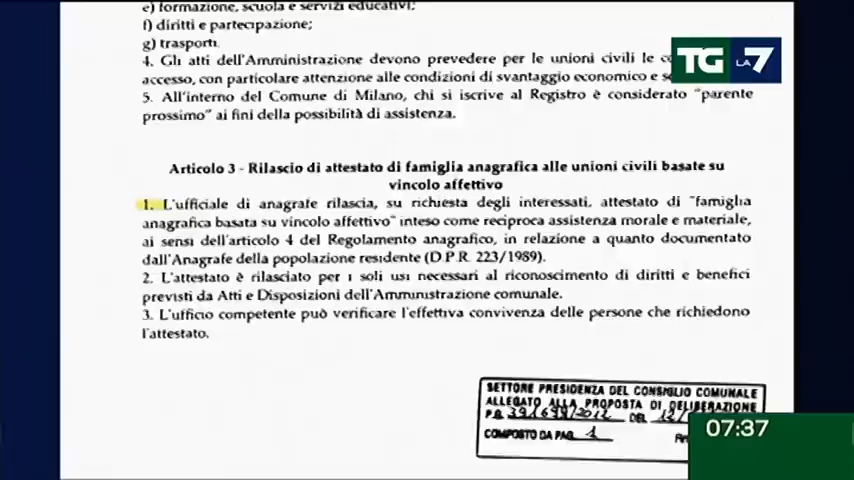 e) formazione, scuola e servizi educativi;
f) diritti e partecipazione;
g) trasporti.
4. Gli atti dell'Amministrazione devono prevedere per le unioni civili le
accesso, con particolare attenzione alle condizioni di svantaggio economico e
5. All'interno del Comune di Milano, chi si iscrive al Registro è considerato "parente
prossimo" ai fini della possibilità di assistenza.
TG LA7
Articolo 3 - Rilascio di attestato di famiglia anagrafica alle unioni civili basate su
vincolo affettivo
1. L'ufficiale di anagrafe rilascia, su richiesta degli interessati, attestato di "famiglia
anagrafica basata su vincolo affettivo" inteso come reciproca assistenza morale e materiale,
ai sensi dell'articolo 4 del Regolamento anagrafico, in relazione a quanto documentato
dall'Anagrafe della popolazione residente (D.P.R. 223/1989).
2. L'attestato è rilasciato per i soli usi necessari al riconoscimento di diritti e benefici
previsti da Atti e Disposizioni dell'Amministrazione comunale.
3. L'ufficio competente può verificare l'effettiva convivenza delle persone che richiedono
l'attestato.
SETTORE PRESIDENZA DEL CONSIGLIO COMUNALE
ALLEGATO ALLA PROPOSTA DI DELIBERAZIONE
P.G. 391699/2012 DEL 12/
COMPOSTO DA PAG. 1
07:37